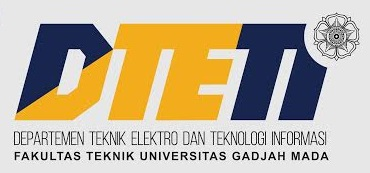 DTETI
DEPARTEMEN TEKNIK ELEKTRO DAN TEKNOLOGI INFORMASI
FAKULTAS TEKNIK UNIVERSITAS GADJAH MADA